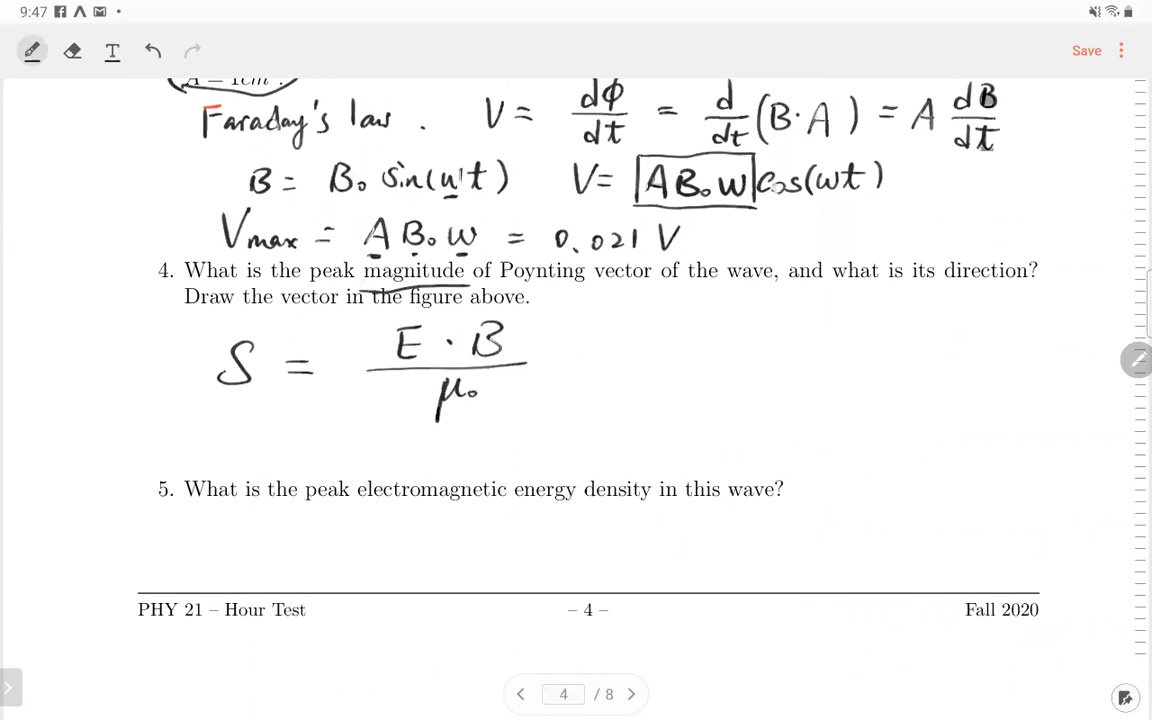 9:47
Save
A = 1cm
Faraday's law. V = dΦ/dt = d/dt (B·A) = A dB/dt
B = B₀ sin(ωt) V = AB₀ω cos(ωt)
Vmax = AB₀ω = 0.021 V
4. What is the peak magnitude of Poynting vector of the wave, and what is its direction?
Draw the vector in the figure above.
S = E · B / μ₀
5. What is the peak electromagnetic energy density in this wave?
PHY 21 – Hour Test – 4 – Fall 2020
4 / 8